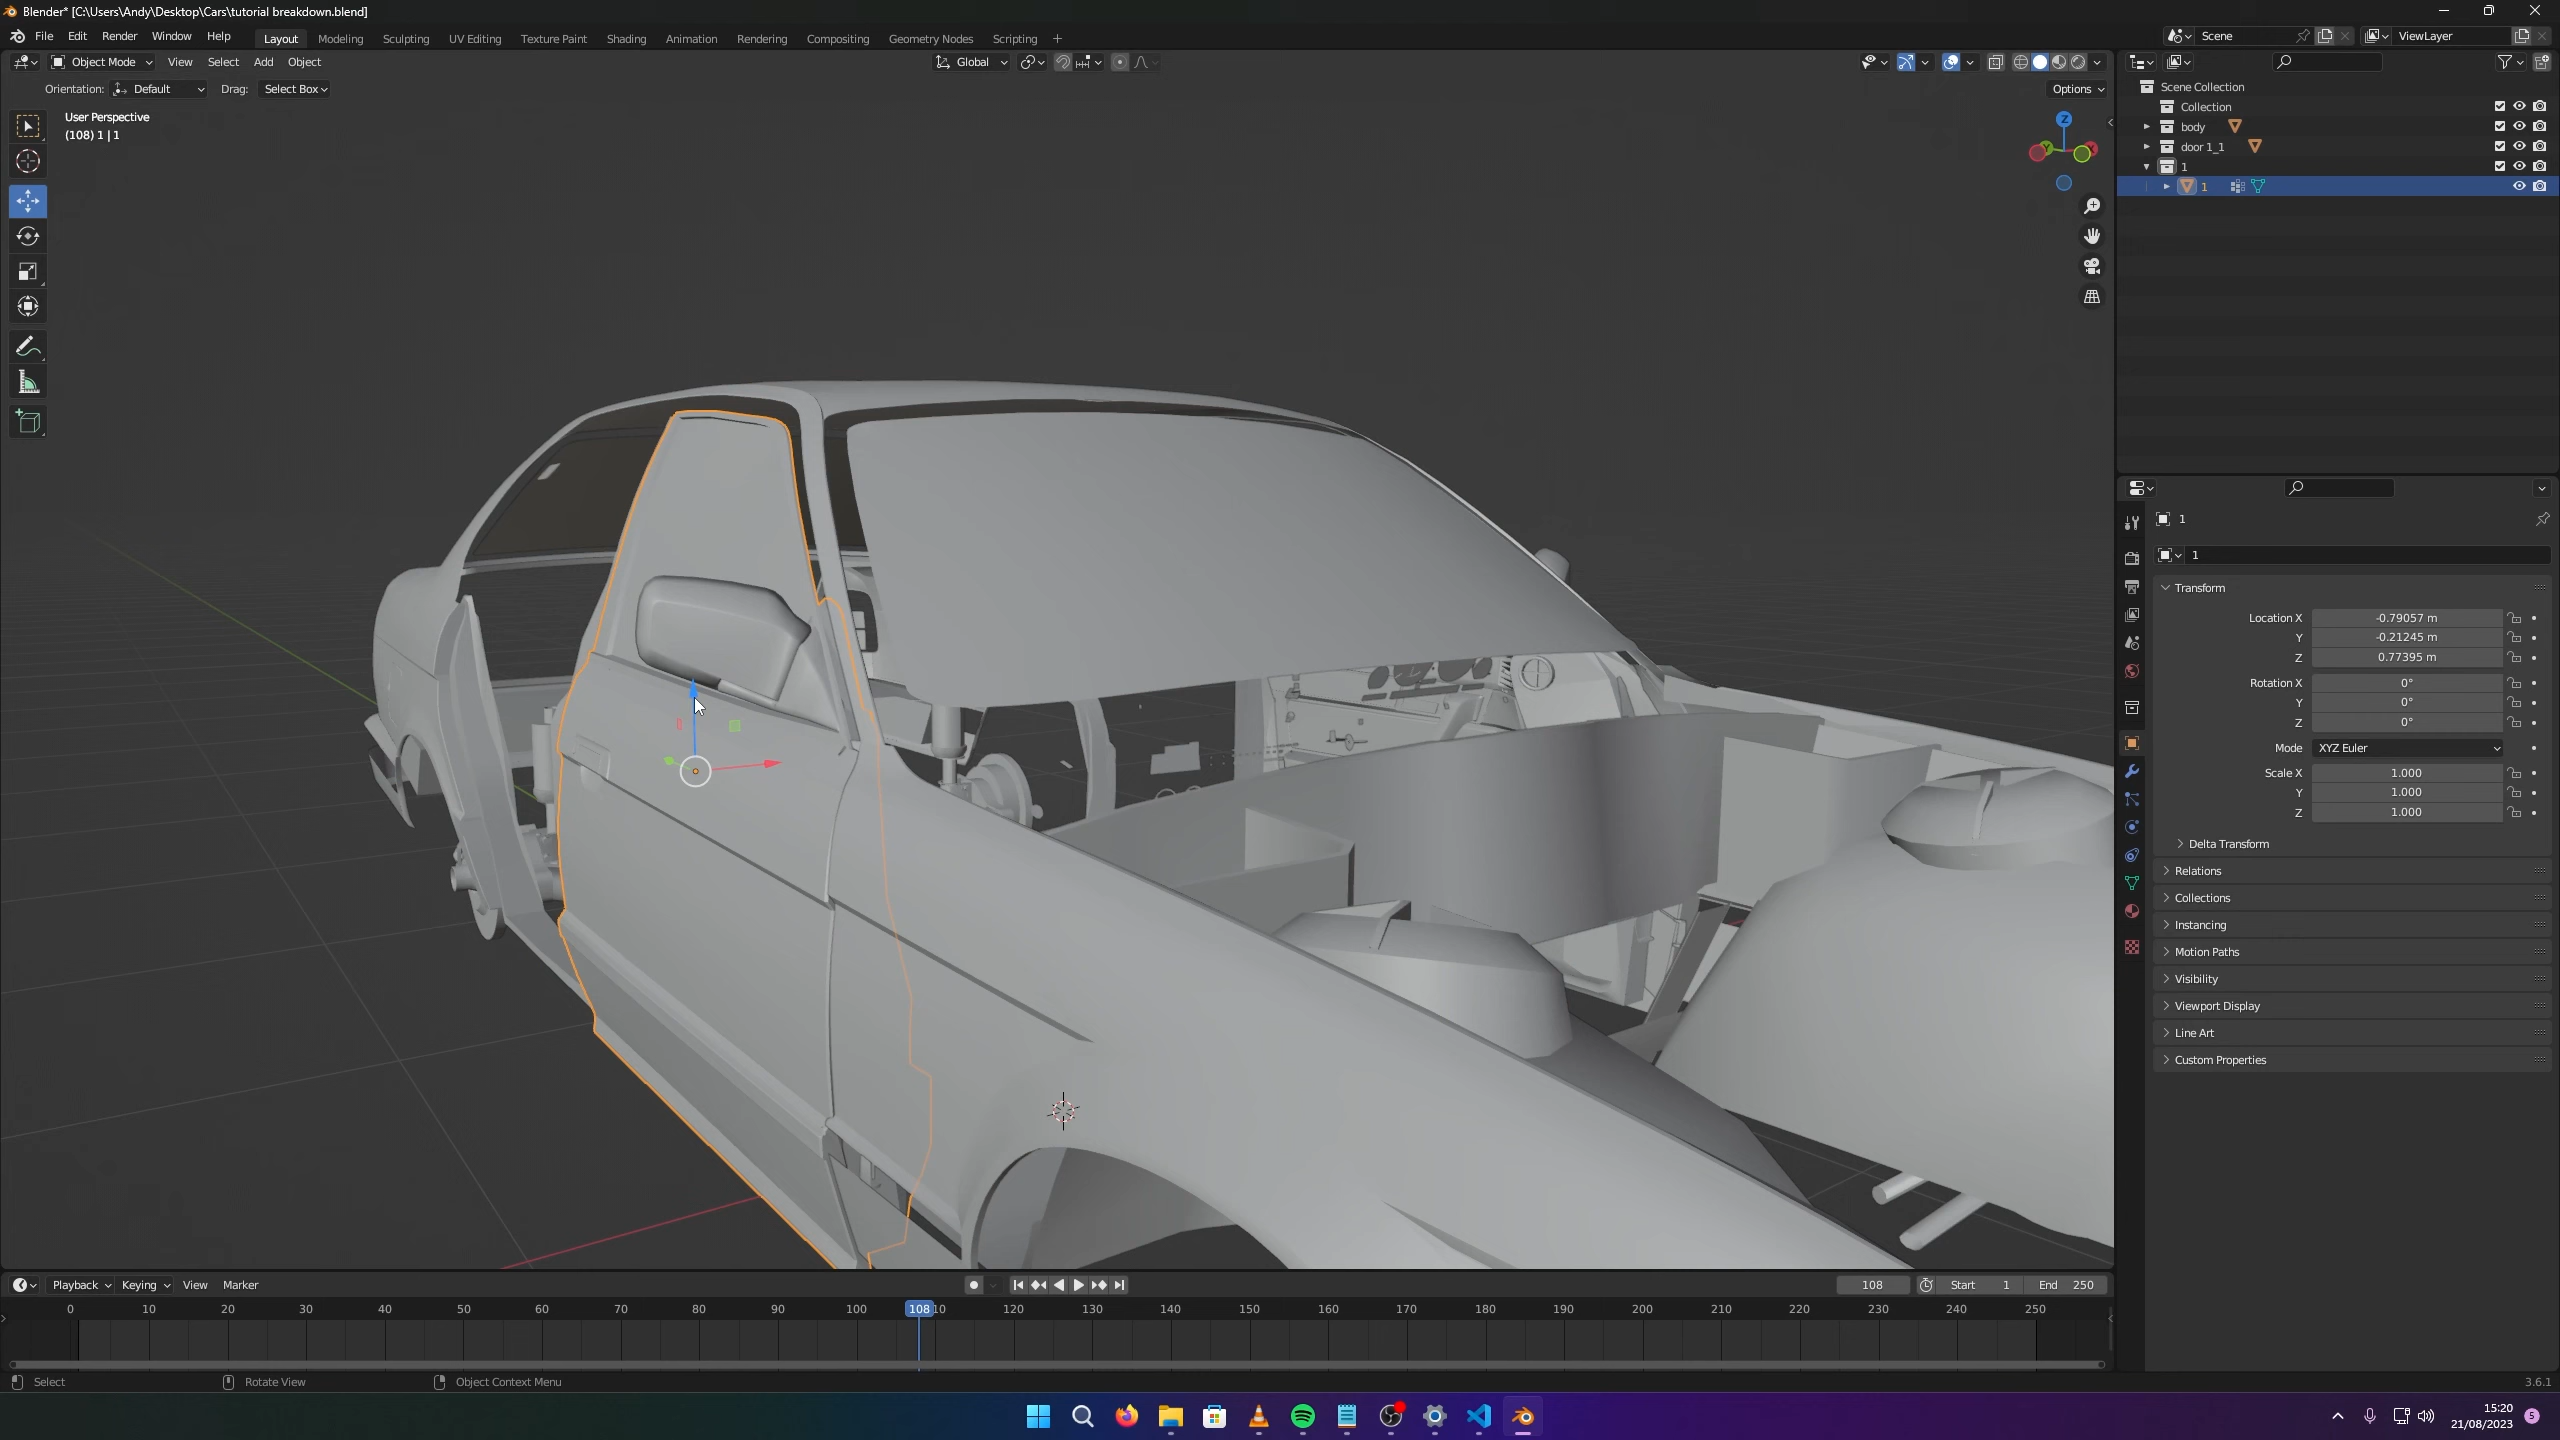 Blender* [C:\Users\Andy\Desktop\Cars\tutorial breakdown.blend]
File Edit Render Window Help Layout Modeling Sculpting UV Editing Texture Paint Shading Animation Rendering Compositing Geometry Nodes Scripting + Scene ViewLayer
Object Mode View Select Add Object Global
Orientation: Default Drag: Select Box Options
User Perspective
(108) 1 | 1
Z
Y
Scene Collection
Collection
body
door 1_1
1
1
1
1
Transform
Location X -0.79057 m
Y -0.21245 m
Z 0.77395 m
Rotation X 0°
Y 0°
Z 0°
Mode XYZ Euler
Scale X 1.000
Y 1.000
Z 1.000
Delta Transform
Relations
Collections
Instancing
Motion Paths
Visibility
Viewport Display
Line Art
Custom Properties
Playback Keying View Marker 108 Start 1 End 250
0 10 20 30 40 50 60 70 80 90 100 108 10 120 130 140 150 160 170 180 190 200 210 220 230 240 250
Select Rotate View Object Context Menu 3.6.1
15:20
21/08/2023 5